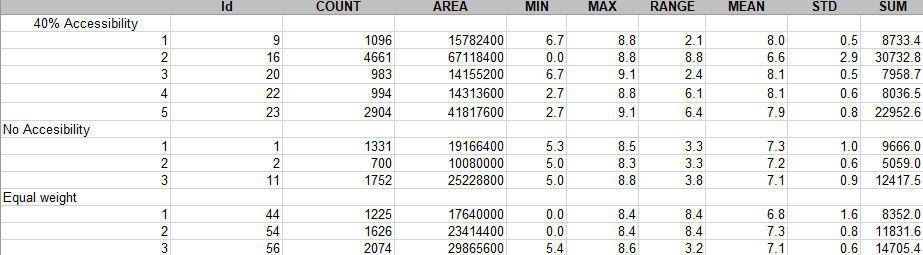 Id COUNT AREA MIN MAX RANGE MEAN STD SUM
40% Accessibility
1 9 1096 15782400 6.7 8.8 2.1 8.0 0.5 8733.4
2 16 4661 67118400 0.0 8.8 8.8 6.6 2.9 30732.8
3 20 983 14155200 6.7 9.1 2.4 8.1 0.5 7958.7
4 22 994 14313600 2.7 8.8 6.1 8.1 0.6 8036.5
5 23 2904 41817600 2.7 9.1 6.4 7.9 0.8 22952.6
No Accesibility
1 1 1331 19166400 5.3 8.5 3.3 7.3 1.0 9666.0
2 2 700 10080000 5.0 8.3 3.3 7.2 0.6 5059.0
3 11 1752 25228800 5.0 8.8 3.8 7.1 0.9 12417.5
Equal weight
1 44 1225 17640000 0.0 8.4 8.4 6.8 1.6 8352.0
2 54 1626 23414400 0.0 8.4 8.4 7.3 0.8 11831.6
3 56 2074 29865600 5.4 8.6 3.2 7.1 0.6 14705.4